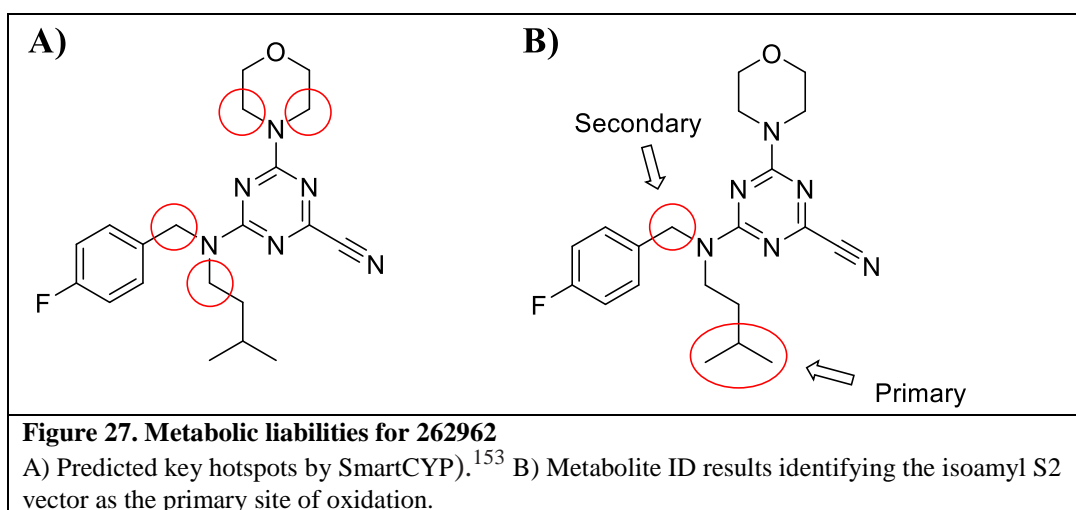 A)
B)
O
N
N
N
N
N
N
F
O
N
N
N
N
N
N
F
Secondary
Primary
Figure 27. Metabolic liabilities for 262962
A) Predicted key hotspots by SmartCYP).153 B) Metabolite ID results identifying the isoamyl S2
vector as the primary site of oxidation.